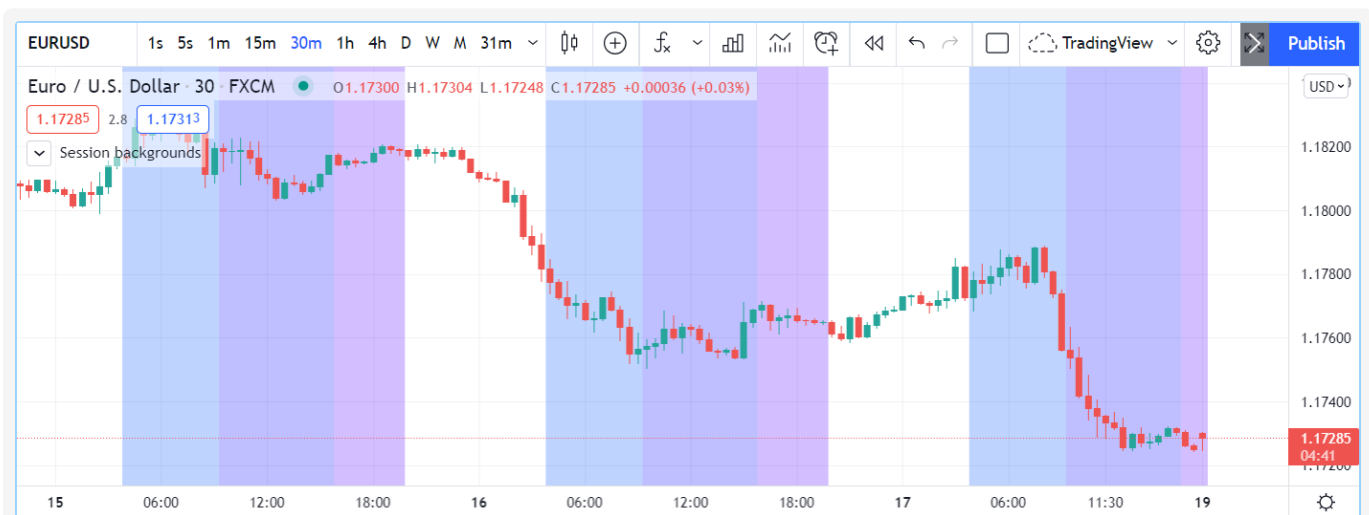 EURUSD 1s 5s 1m 15m 30m 1h 4h D W M 31m TradingView Publish
Euro / U.S. Dollar · 30 · FXCM O1.17300 H1.17304 L1.17248 C1.17285 +0.00036 (+0.03%) USD
1.17285 2.8 1.17313
Session backgrounds
1.18200
1.18000
1.17800
1.17600
1.17400
1.17285
04:41
1.17200
15 06:00 12:00 18:00 16 06:00 12:00 18:00 17 06:00 11:30 19